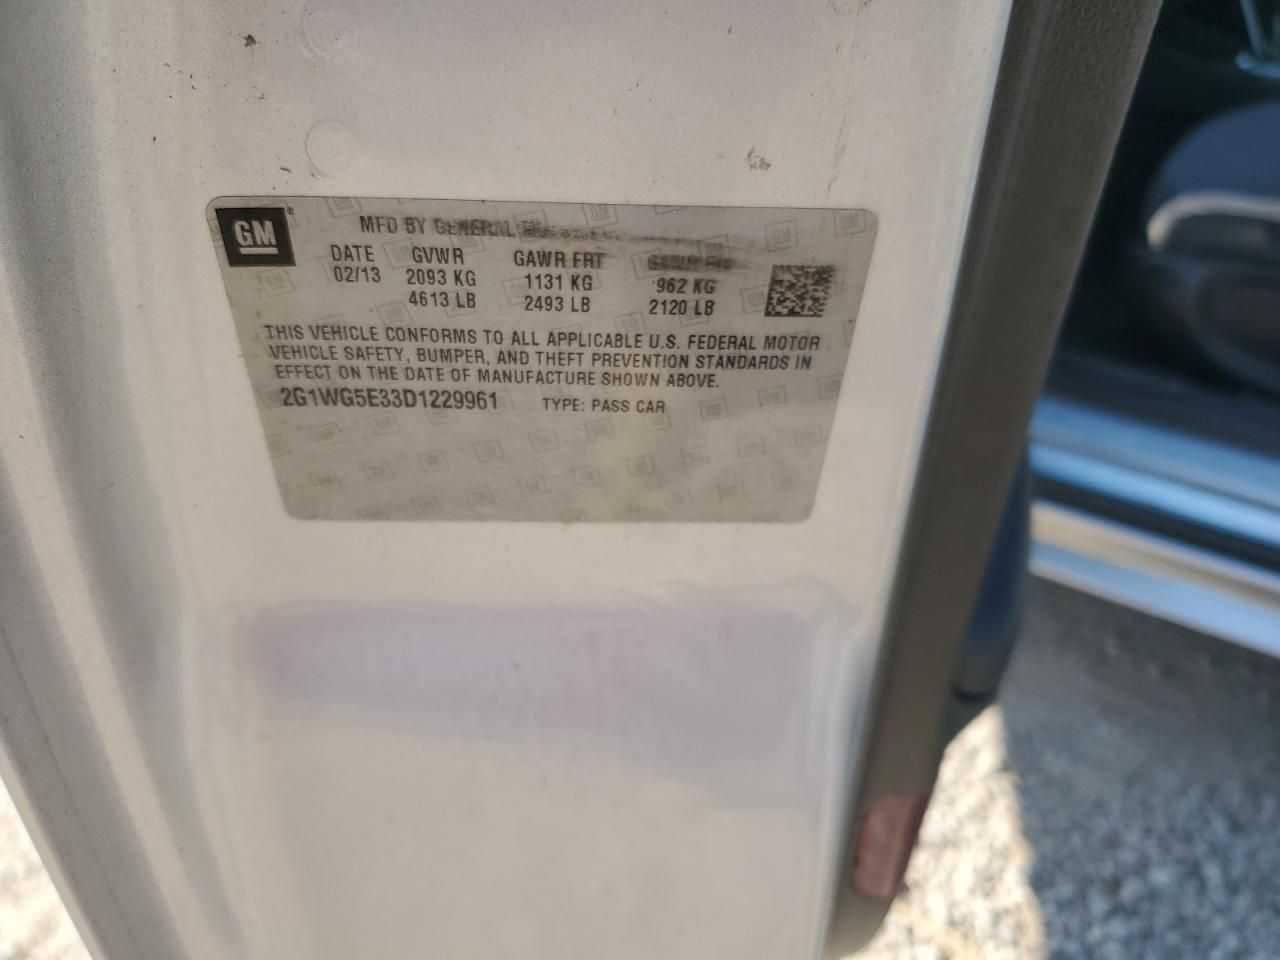 GM
MFD BY GENERAL
DATE GVWR GAWR FRT GAWR
02/13 2093 KG 1131 KG 962 KG
4613 LB 2493 LB 2120 LB
THIS VEHICLE CONFORMS TO ALL APPLICABLE U.S. FEDERAL MOTOR
VEHICLE SAFETY, BUMPER, AND THEFT PREVENTION STANDARDS IN
EFFECT ON THE DATE OF MANUFACTURE SHOWN ABOVE.
2G1WG5E33D1229961 TYPE: PASS CAR